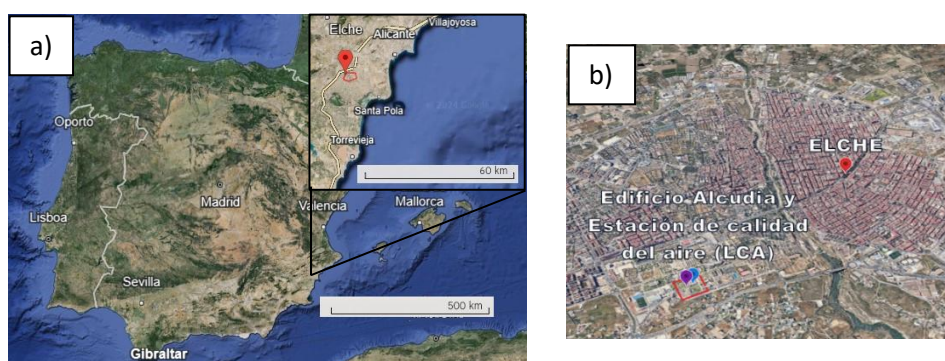 a)
Elche
Alicante
Villajoyosa
Santa Pola
Torrevieja
60 km
Oporto
Madrid
Valencia
Mallorca
Lisboa
Sevilla
500 km
Gibraltar
b)
ELCHE
Edificio Alcudia y
Estación de calidad
del aire (LCA)